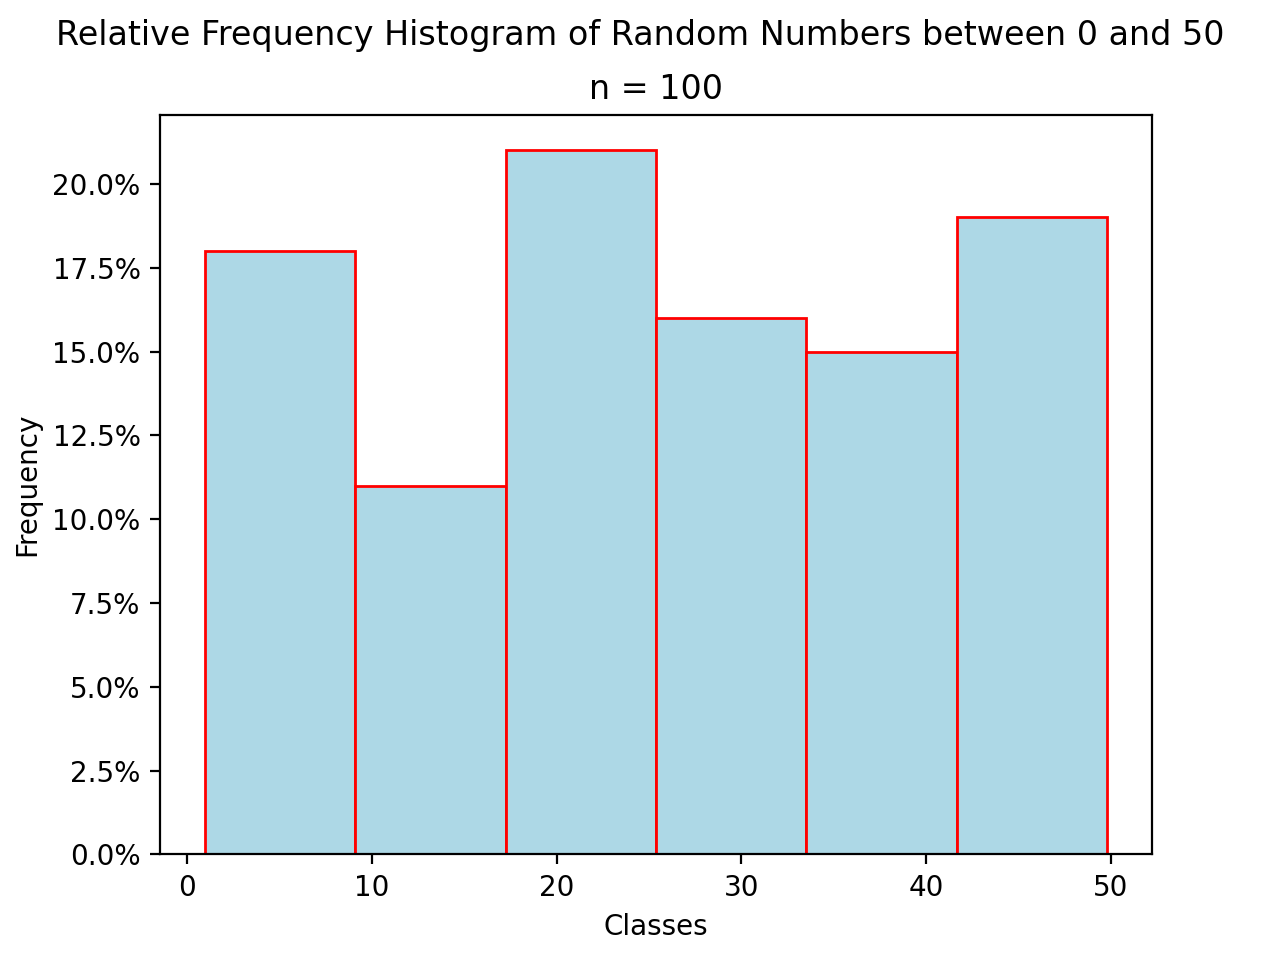 Relative Frequency Histogram of Random Numbers between 0 and 50
n = 100
20.0%
17.5%
15.0%
12.5%
10.0%
7.5%
5.0%
2.5%
0.0%
Frequency
0 10 20 30 40 50
Classes